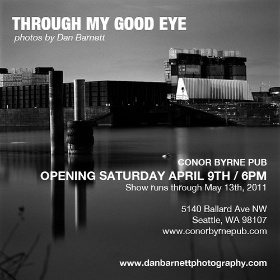 THROUGH MY GOOD EYE
photos by Dan Barnett
CONOR BYRNE PUB
OPENING SATURDAY APRIL 9TH / 6PM
Show runs through May 13th, 2011
5140 Ballard Ave NW
Seattle, WA 98107
www.conorbyrnepub.com
www.danbarnettphotography.com